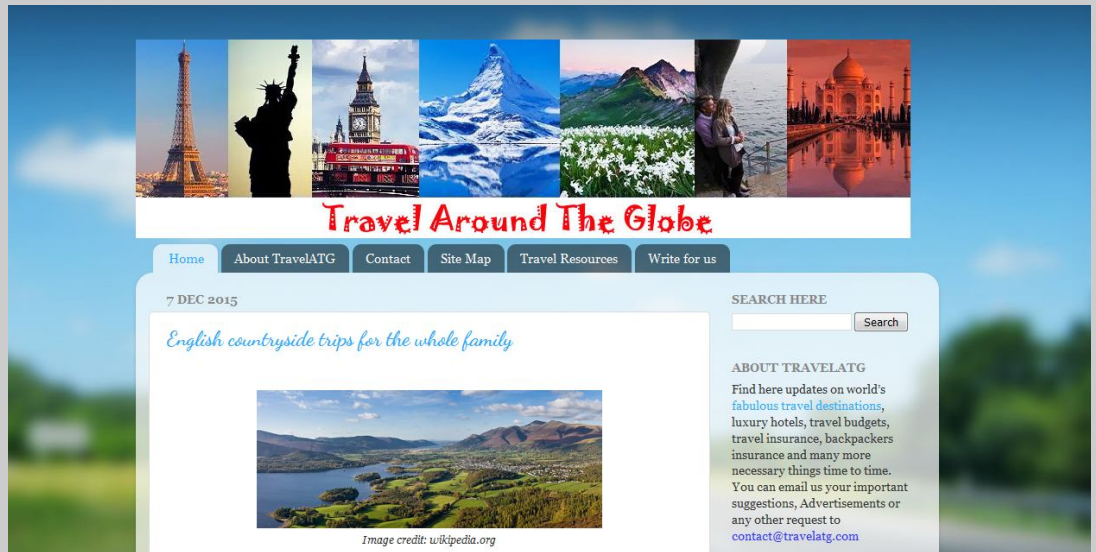 Travel Around The Globe
Home About TravelATG Contact Site Map Travel Resources Write for us
7 DEC 2015
English countryside trips for the whole family
Image credit: wikipedia.org
SEARCH HERE
Search
ABOUT TRAVELATG
Find here updates on world's
fabulous travel destinations,
luxury hotels, travel budgets,
travel insurance, backpackers
insurance and many more
necessary things time to time.
You can email us your important
suggestions, Advertisements or
any other request to
contact@travelatg.com